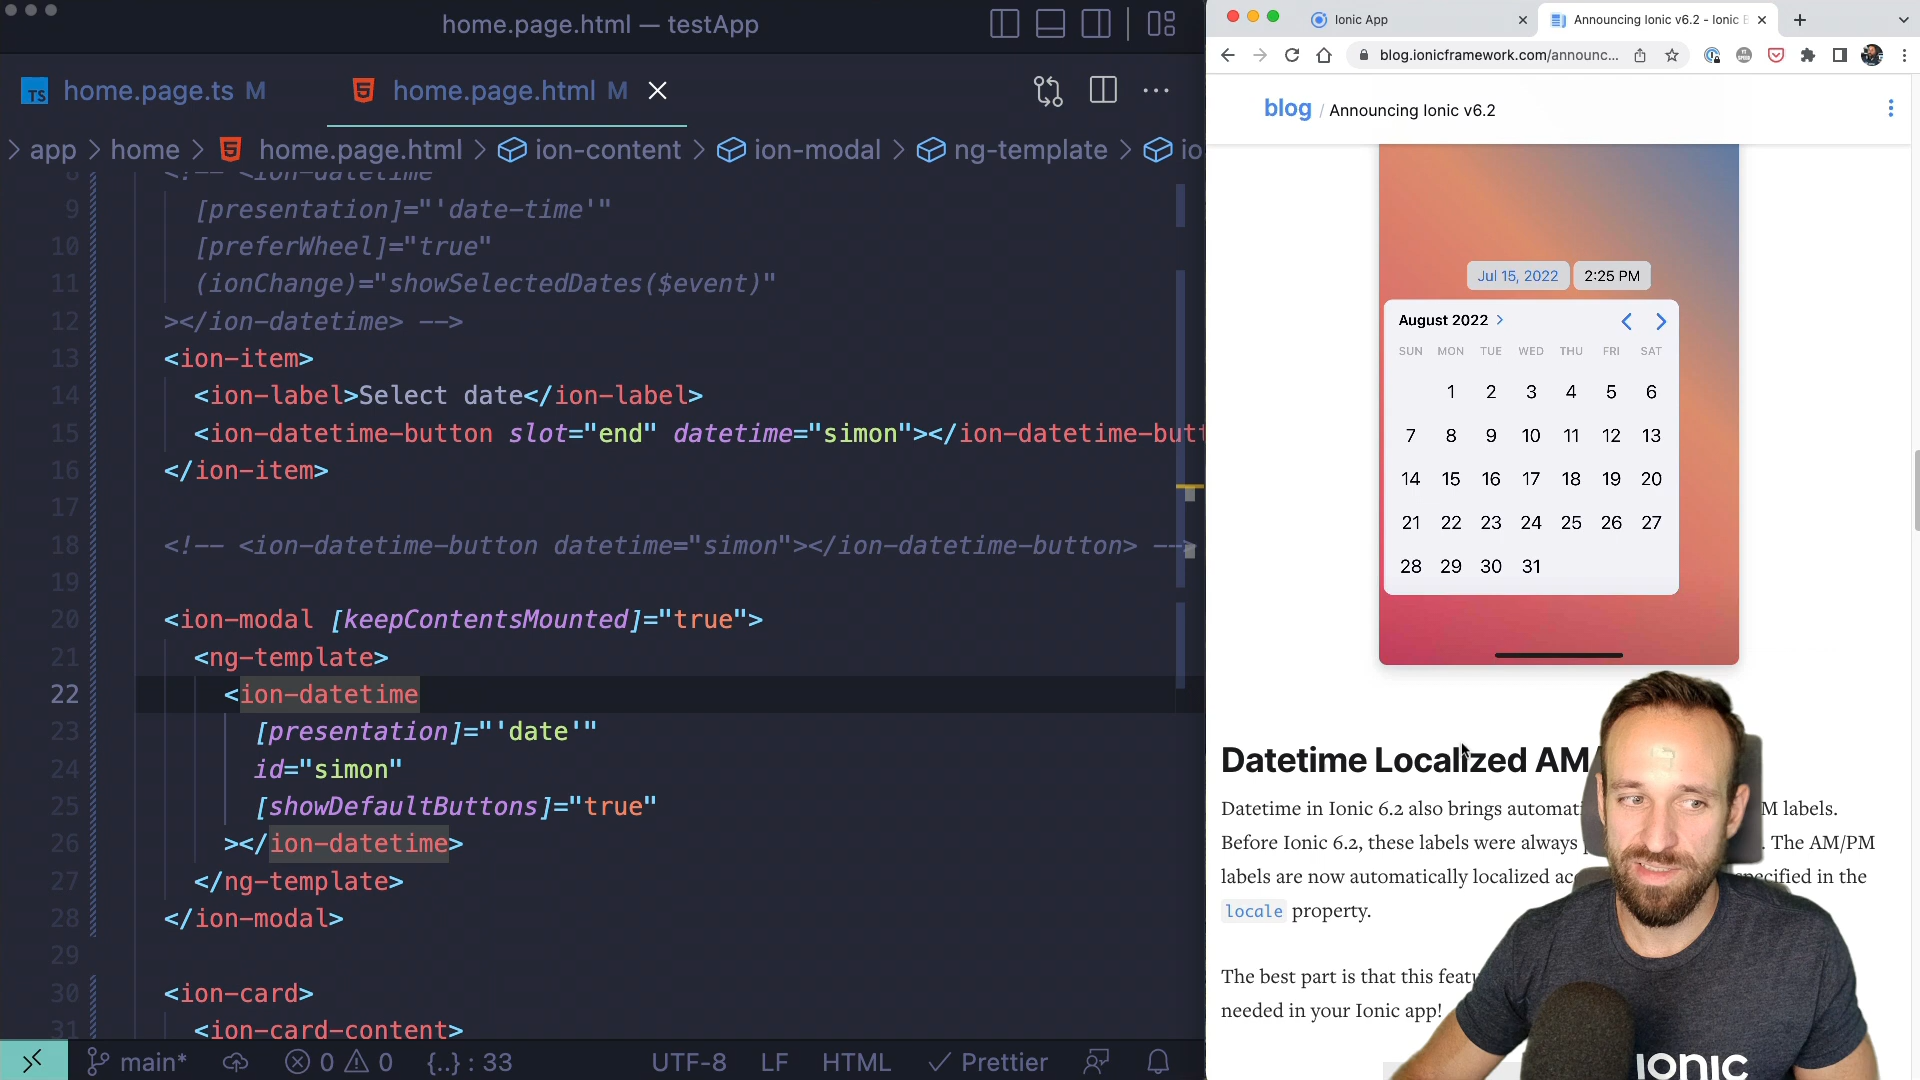 home.page.html — testApp
TS home.page.ts M
home.page.html M
> app > home > home.page.html > ion-content > ion-modal > ng-template > io
8 <!-- <ion-datetime
9 [presentation]="'date-time'"
10 [preferWheel]="true"
11 (ionChange)="showSelectedDates($event)"
12 ></ion-datetime> -->
13 <ion-item>
14 <ion-label>Select date</ion-label>
15 <ion-datetime-button slot="end" datetime="simon"></ion-datetime-butt
16 </ion-item>
17
18 <!-- <ion-datetime-button datetime="simon"></ion-datetime-button> -->
19
20 <ion-modal [keepContentsMounted]="true">
21 <ng-template>
22 <ion-datetime
23 [presentation]="'date'"
24 id="simon"
25 [showDefaultButtons]="true"
26 ></ion-datetime>
27 </ng-template>
28 </ion-modal>
29
30 <ion-card>
31 <ion-card-content>
main* 0 0 {..} : 33 UTF-8 LF HTML Prettier
Ionic App
Announcing Ionic v6.2 - Ionic B
blog.ionicframework.com/announc...
blog / Announcing Ionic v6.2
Jul 15, 2022 2:25 PM
August 2022 >
SUN MON TUE WED THU FRI SAT
1 2 3 4 5 6
7 8 9 10 11 12 13
14 15 16 17 18 19 20
21 22 23 24 25 26 27
28 29 30 31
Datetime Localized AM/
Datetime in Ionic 6.2 also brings automati M labels.
Before Ionic 6.2, these labels were always . The AM/PM
labels are now automatically localized acc specified in the
locale property.
The best part is that this featu
needed in your Ionic app!
IONIC